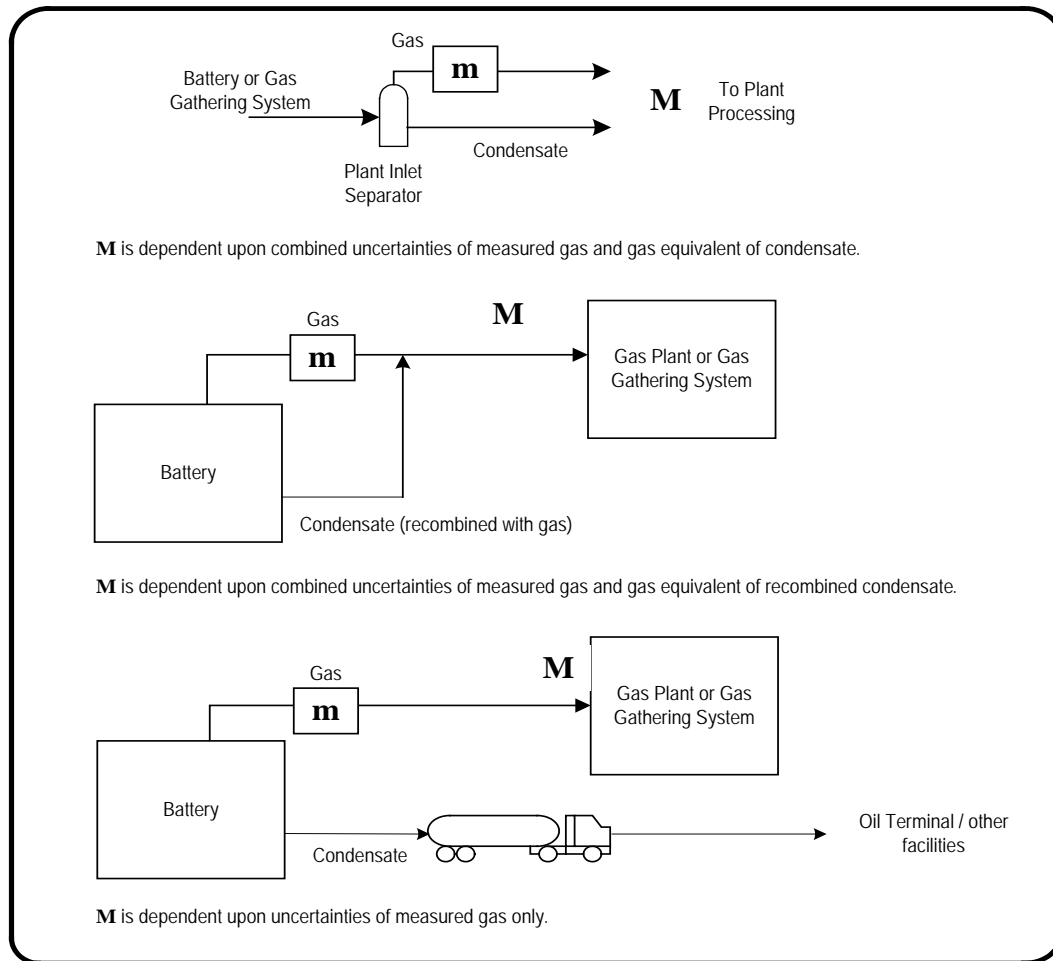 Gas
m
Battery or Gas
Gathering System
M
To Plant
Processing
Condensate
Plant Inlet
Separator
M is dependent upon combined uncertainties of measured gas and gas equivalent of condensate.
M
Gas
m
Gas Plant or Gas
Gathering System
Battery
Condensate (recombined with gas)
M is dependent upon combined uncertainties of measured gas and gas equivalent of recombined condensate.
M
Gas
m
Gas Plant or Gas
Gathering System
Battery
Condensate
Oil Terminal / other
facilities
M is dependent upon uncertainties of measured gas only.